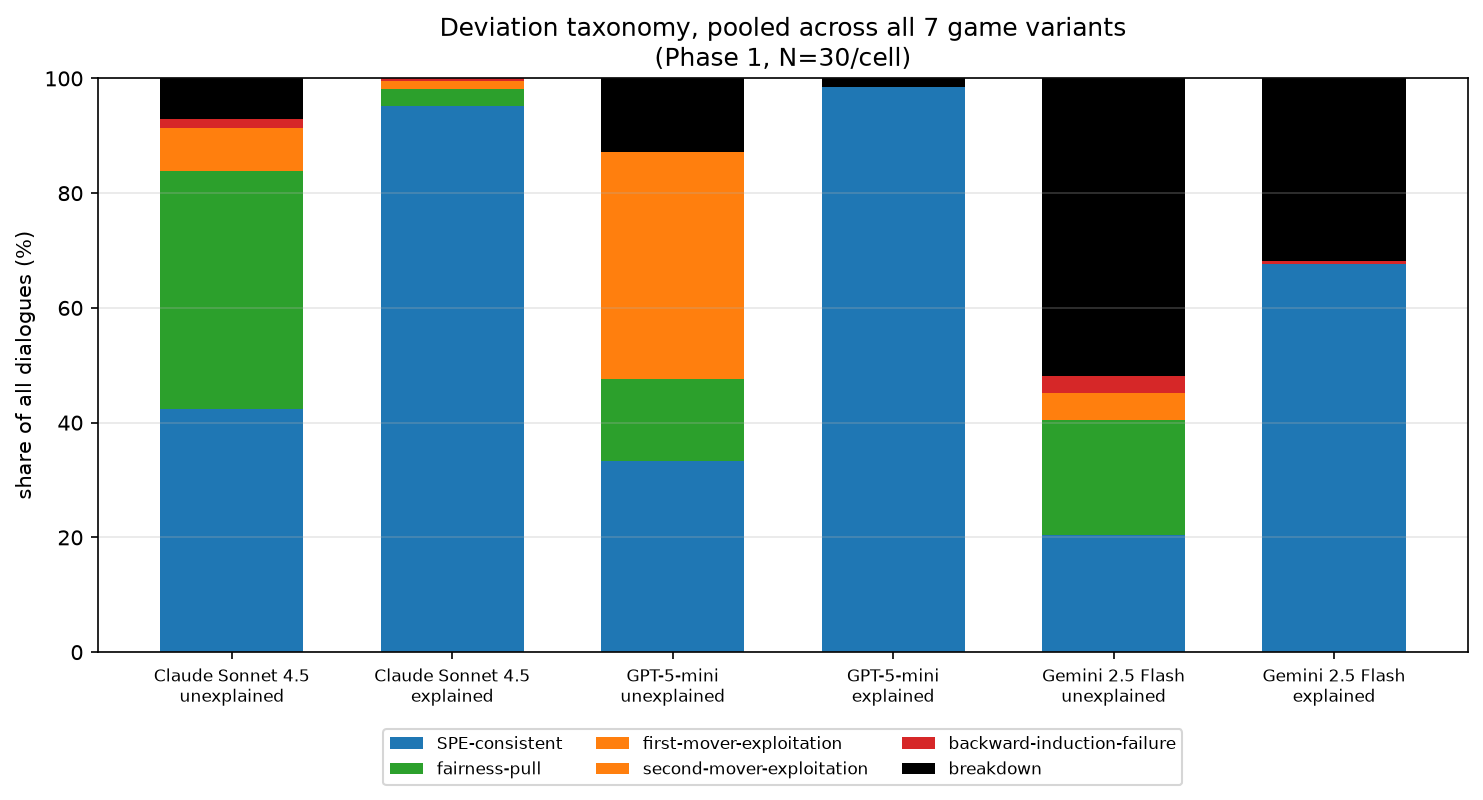 Deviation taxonomy, pooled across all 7 game variants
(Phase 1, N=30/cell)
share of all dialogues (%)
100
80
60
40
20
0
Claude Sonnet 4.5
unexplained
Claude Sonnet 4.5
explained
GPT-5-mini
unexplained
GPT-5-mini
explained
Gemini 2.5 Flash
unexplained
Gemini 2.5 Flash
explained
SPE-consistent
fairness-pull
first-mover-exploitation
second-mover-exploitation
backward-induction-failure
breakdown